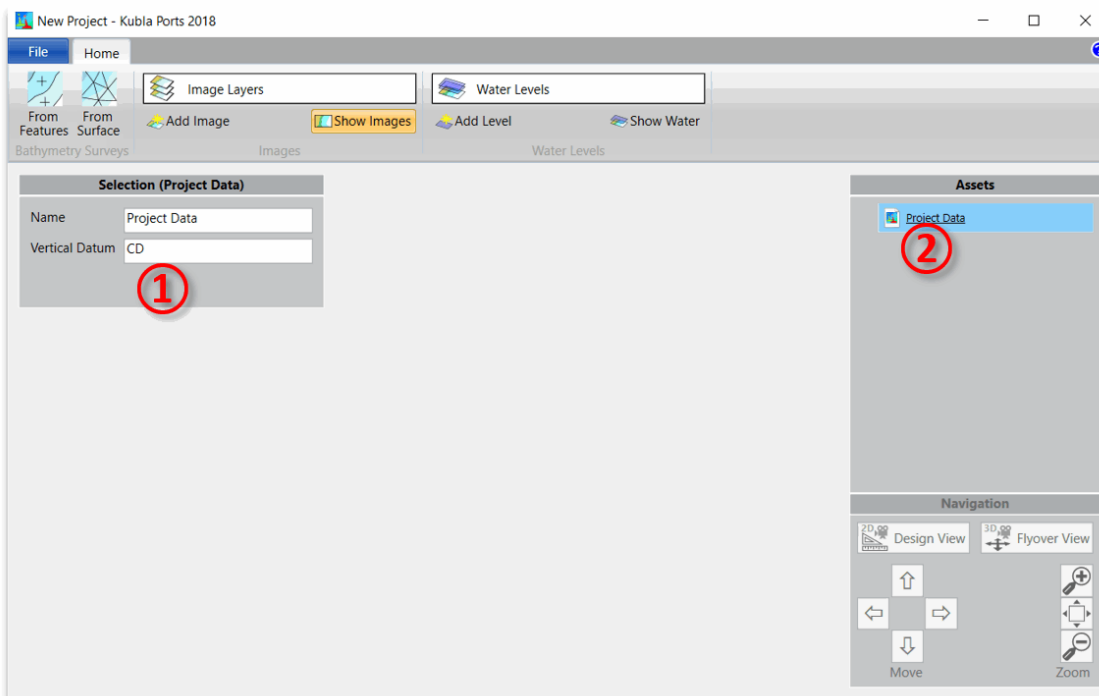 New Project - Kubla Ports 2018
File
Home
From
Features
From
Surface
Bathymetry Surveys
Image Layers
Add Image
Show Images
Images
Water Levels
Add Level
Show Water
Water Levels
Selection (Project Data)
Name
Project Data
Vertical Datum
CD
1
Assets
Project Data
2
Navigation
2D
Design View
3D
Flyover View
Move
Zoom